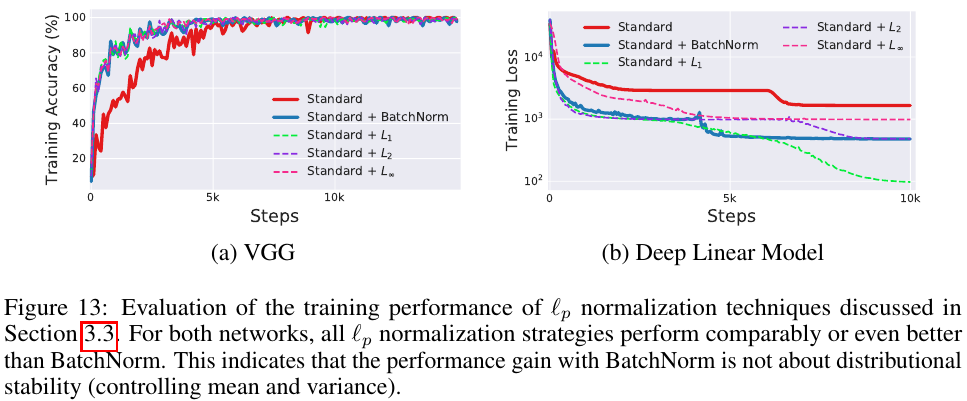 Training Accuracy (%)
100
80
60
40
20
0
5k
10k
Steps
Standard
Standard + BatchNorm
Standard + L₁
Standard + L₂
Standard + L∞
(a) VGG
Training Loss
10⁴
10³
10²
0
5k
10k
Steps
Standard
Standard + BatchNorm
Standard + L₁
Standard + L₂
Standard + L∞
(b) Deep Linear Model
Figure 13: Evaluation of the training performance of ℓₚ normalization techniques discussed in
Section 3.3. For both networks, all ℓₚ normalization strategies perform comparably or even better
than BatchNorm. This indicates that the performance gain with BatchNorm is not about distributional
stability (controlling mean and variance).